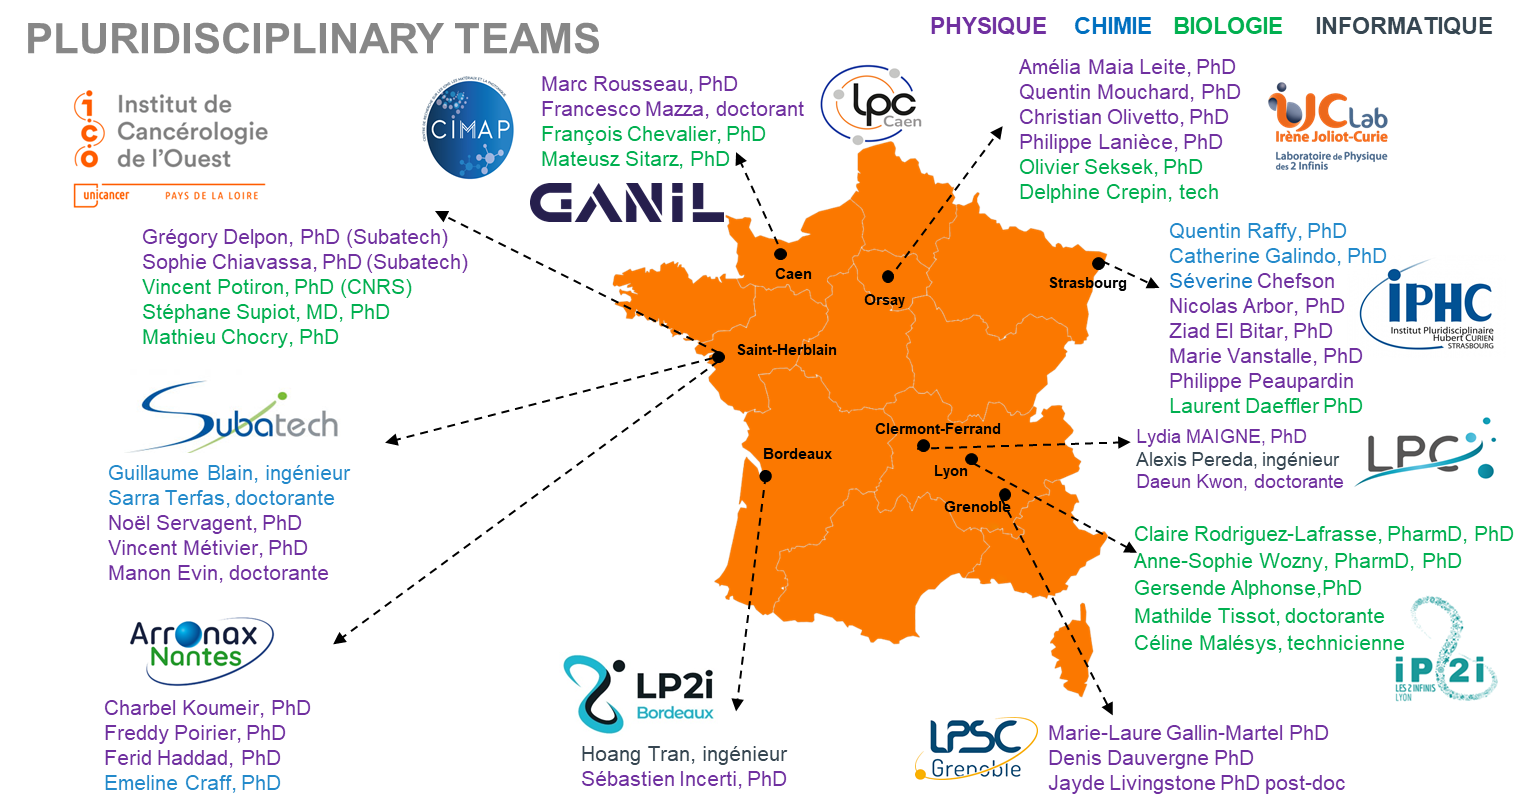 PLURIDISCIPLINARY TEAMS
PHYSIQUE CHIMIE BIOLOGIE INFORMATIQUE
ico
Institut de
Cancérologie
de l'Ouest
unicancer
PAYS DE LA LOIRE
CIMAP
Marc Rousseau, PhD
Francesco Mazza, doctorant
François Chevalier, PhD
Mateusz Sitarz, PhD
GANIL
lpc
Caen
Amélia Maia Leite, PhD
Quentin Mouchard, PhD
Christian Olivetto, PhD
Philippe Lanièce, PhD
Olivier Seksek, PhD
Delphine Crepin, tech
iJCLab
Irène Joliot-Curie
Laboratoire de Physique
des 2 Infinis
Grégory Delpon, PhD (Subatech)
Sophie Chiavassa, PhD (Subatech)
Vincent Potiron, PhD (CNRS)
Stéphane Supiot, MD, PhD
Mathieu Chocry, PhD
Quentin Raffy, PhD
Catherine Galindo, PhD
Séverine Chefson
Nicolas Arbor, PhD
Ziad El Bitar, PhD
Marie Vanstalle, PhD
Philippe Peaupardin
Laurent Daeffler PhD
IPHC
Institut Pluridisciplinaire
Hubert CURIEN
STRASBOURG
Caen
Orsay
Strasbourg
Saint-Herblain
Clermont-Ferrand
Lyon
Bordeaux
Grenoble
Subatech
Guillaume Blain, ingénieur
Sarra Terfas, doctorante
Noël Servagent, PhD
Vincent Métivier, PhD
Manon Evin, doctorante
Lydia MAIGNE, PhD
Alexis Pereda, ingénieur
Daeun Kwon, doctorante
LPC
Claire Rodriguez-Lafrasse, PharmD, PhD
Anne-Sophie Wozny, PharmD, PhD
Gersende Alphonse,PhD
Mathilde Tissot, doctorante
Céline Malésys, technicienne
iP2i
LES 2 INFINIS
LYON
Arronax
Nantes
Charbel Koumeir, PhD
Freddy Poirier, PhD
Ferid Haddad, PhD
Emeline Craff, PhD
LP2i
Bordeaux
Hoang Tran, ingénieur
Sébastien Incerti, PhD
LPSC
Grenoble
Marie-Laure Gallin-Martel PhD
Denis Dauvergne PhD
Jayde Livingstone PhD post-doc